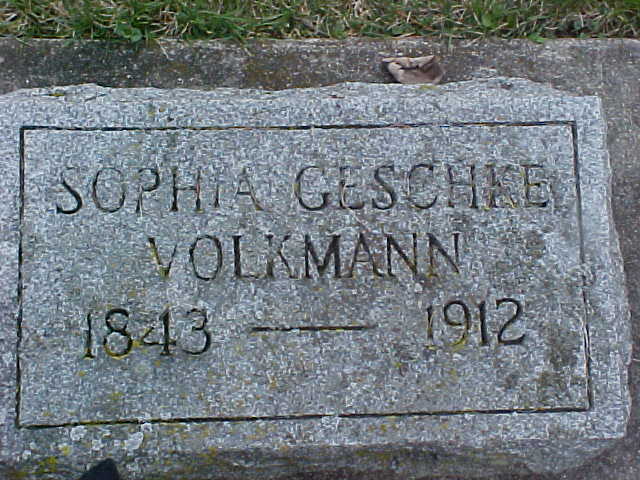 SOPHIA GESCHKE
VOLKMANN
1843 — 1912